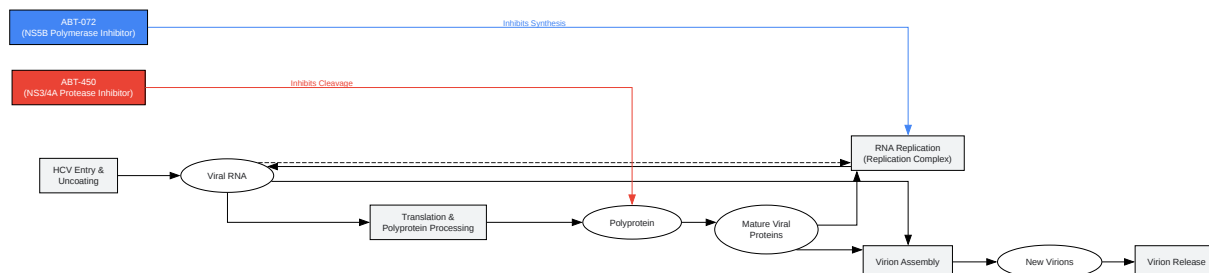 ABT-072
(NS5B Polymerase Inhibitor)
Inhibits Synthesis
ABT-450
(NS3/4A Protease Inhibitor)
Inhibits Cleavage
RNA Replication
(Replication Complex)
HCV Entry &
Uncoating
Viral RNA
Translation &
Polyprotein Processing
Polyprotein
Mature Viral
Proteins
Virion Assembly
New Virions
Virion Release